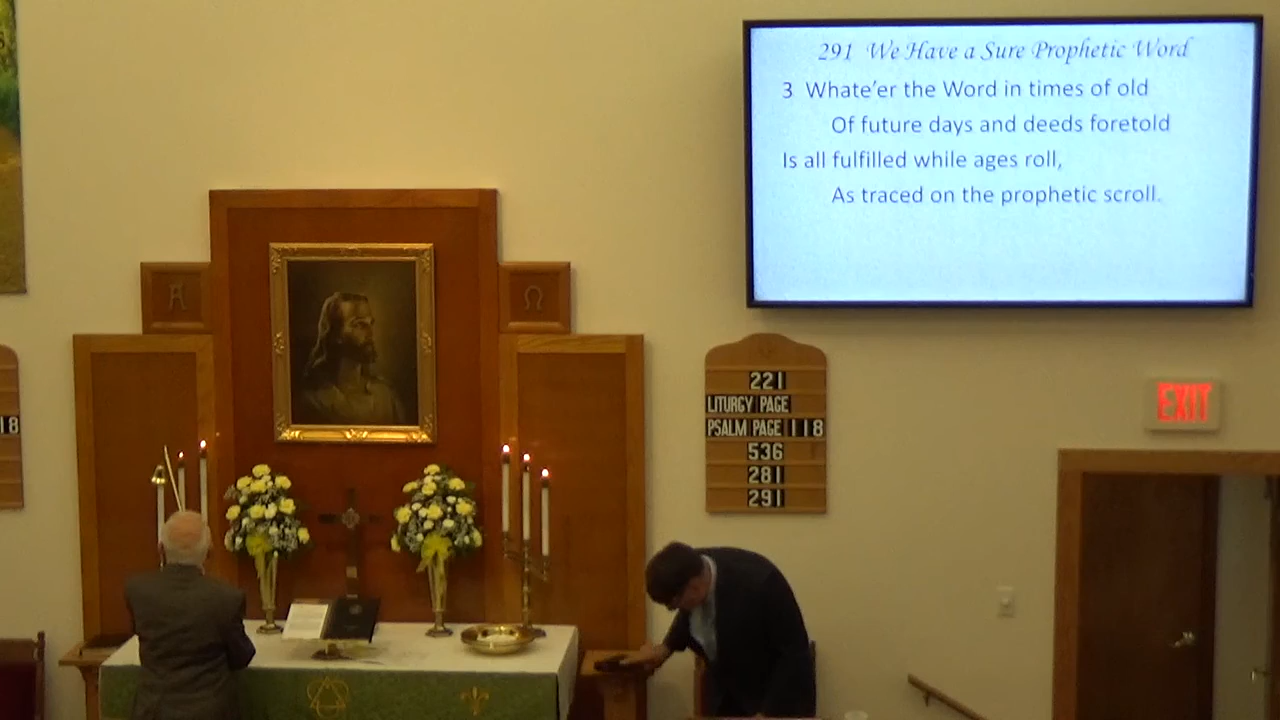 291 We Have a Sure Prophetic Word
3 Whate'er the Word in times of old
Of future days and deeds foretold
Is all fulfilled while ages roll,
As traced on the prophetic scroll.
A
Ω
221
LITURGY PAGE
PSALM PAGE 118
536
281
291
18
EXIT